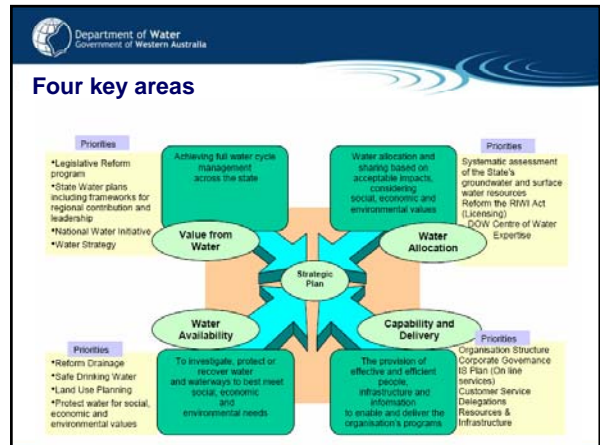 Department of Water
Government of Western Australia
Four key areas
Priorities
•Legislative Reform
program
•State Water plans
including frameworks for
regional contribution and
leadership
•National Water Initiative
•Water Strategy
Achieving full water cycle
management
across the state
Value from
Water
Water allocation and
sharing based on
acceptable impacts,
considering
social, economic and
environmental values
Water
Allocation
Priorities
Systematic assessment
of the State's
groundwater and surface
water resources
Reform the RIWI Act
(Licensing)
DOW Centre of Water
Expertise
Strategic
Plan
Water
Availability
Priorities
•Reform Drainage
•Safe Drinking Water
•Land Use Planning
•Protect water for social,
economic and
environmental values
To investigate, protect or
recover water
and waterways to best meet
social, economic
and
environmental needs
Capability and
Delivery
The provision of
effective and efficient
people,
infrastructure and
information
to enable and deliver the
organisation's programs
Priorities
Organisation Structure
Corporate Governance
IS Plan (On line
services)
Customer Service
Delegations
Resources &
Infrastructure